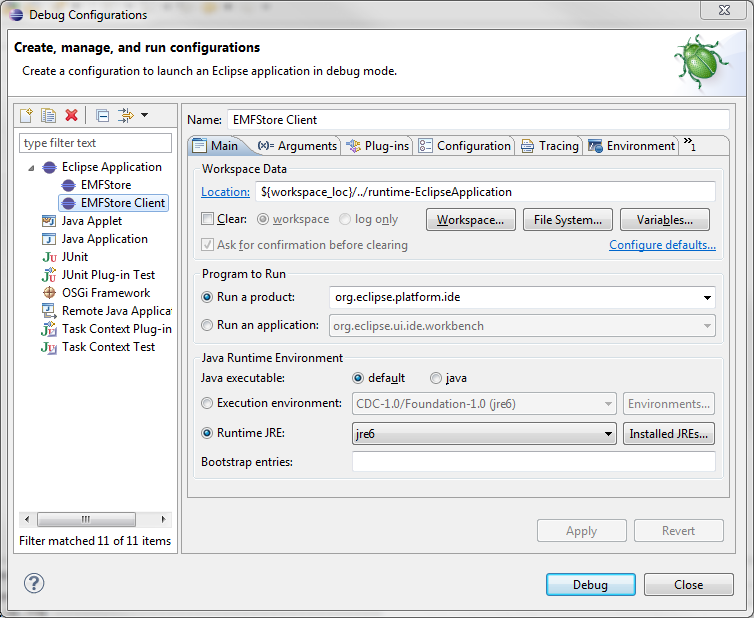 Debug Configurations
Create, manage, and run configurations
Create a configuration to launch an Eclipse application in debug mode.
type filter text
Eclipse Application
EMFStore
EMFStore Client
Java Applet
Java Application
JUnit
JUnit Plug-in Test
OSGi Framework
Remote Java Applica
Task Context Plug-in
Task Context Test
Filter matched 11 of 11 items
Name: EMFStore Client
Main (x)= Arguments Plug-ins Configuration Tracing Environment »1
Workspace Data
Location: ${workspace_loc}/../runtime-EclipseApplication
Clear: workspace log only Workspace... File System... Variables...
Ask for confirmation before clearing Configure defaults...
Program to Run
Run a product: org.eclipse.platform.ide
Run an application: org.eclipse.ui.ide.workbench
Java Runtime Environment
Java executable: default java
Execution environment: CDC-1.0/Foundation-1.0 (jre6) Environments...
Runtime JRE: jre6 Installed JREs...
Bootstrap entries:
Apply Revert
? Debug Close